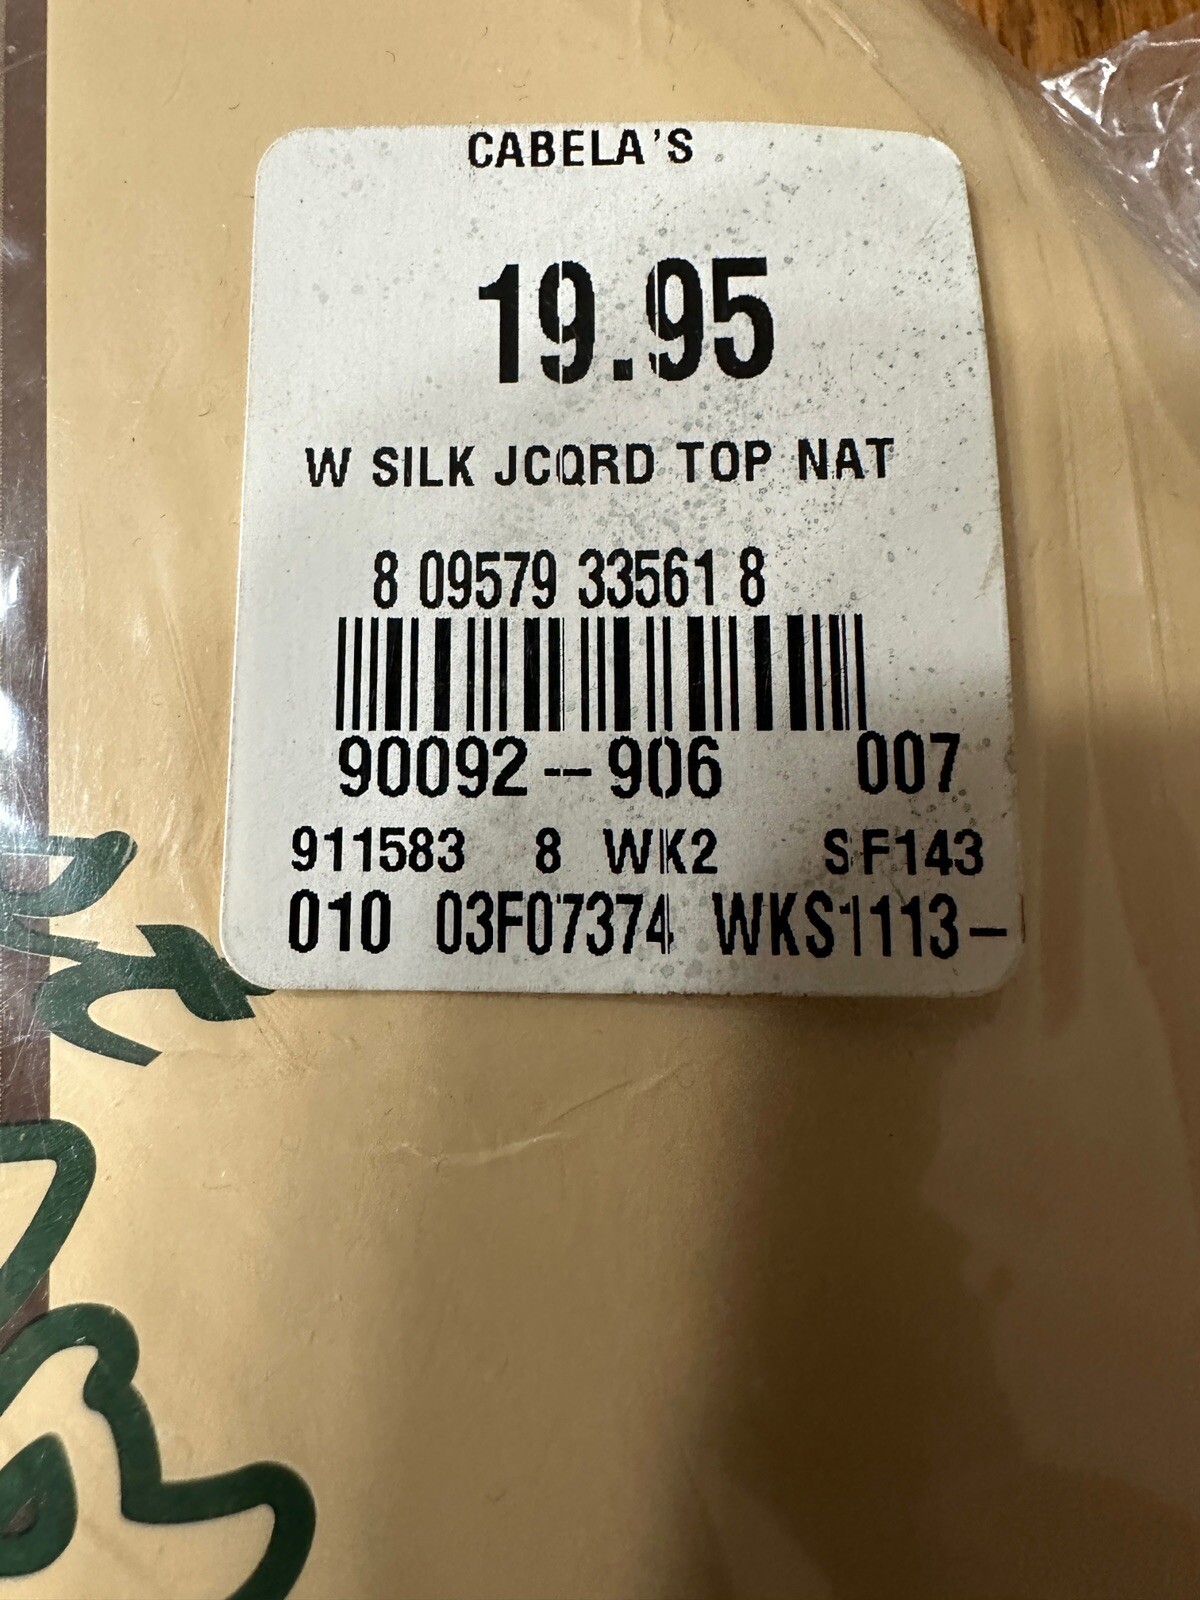 CABELA'S
19.95
W SILK JCQRD TOP NAT
8 09579 33561 8
90092--906 007
911583 8 WK2 SF143
010 03F07374 WKS1113-